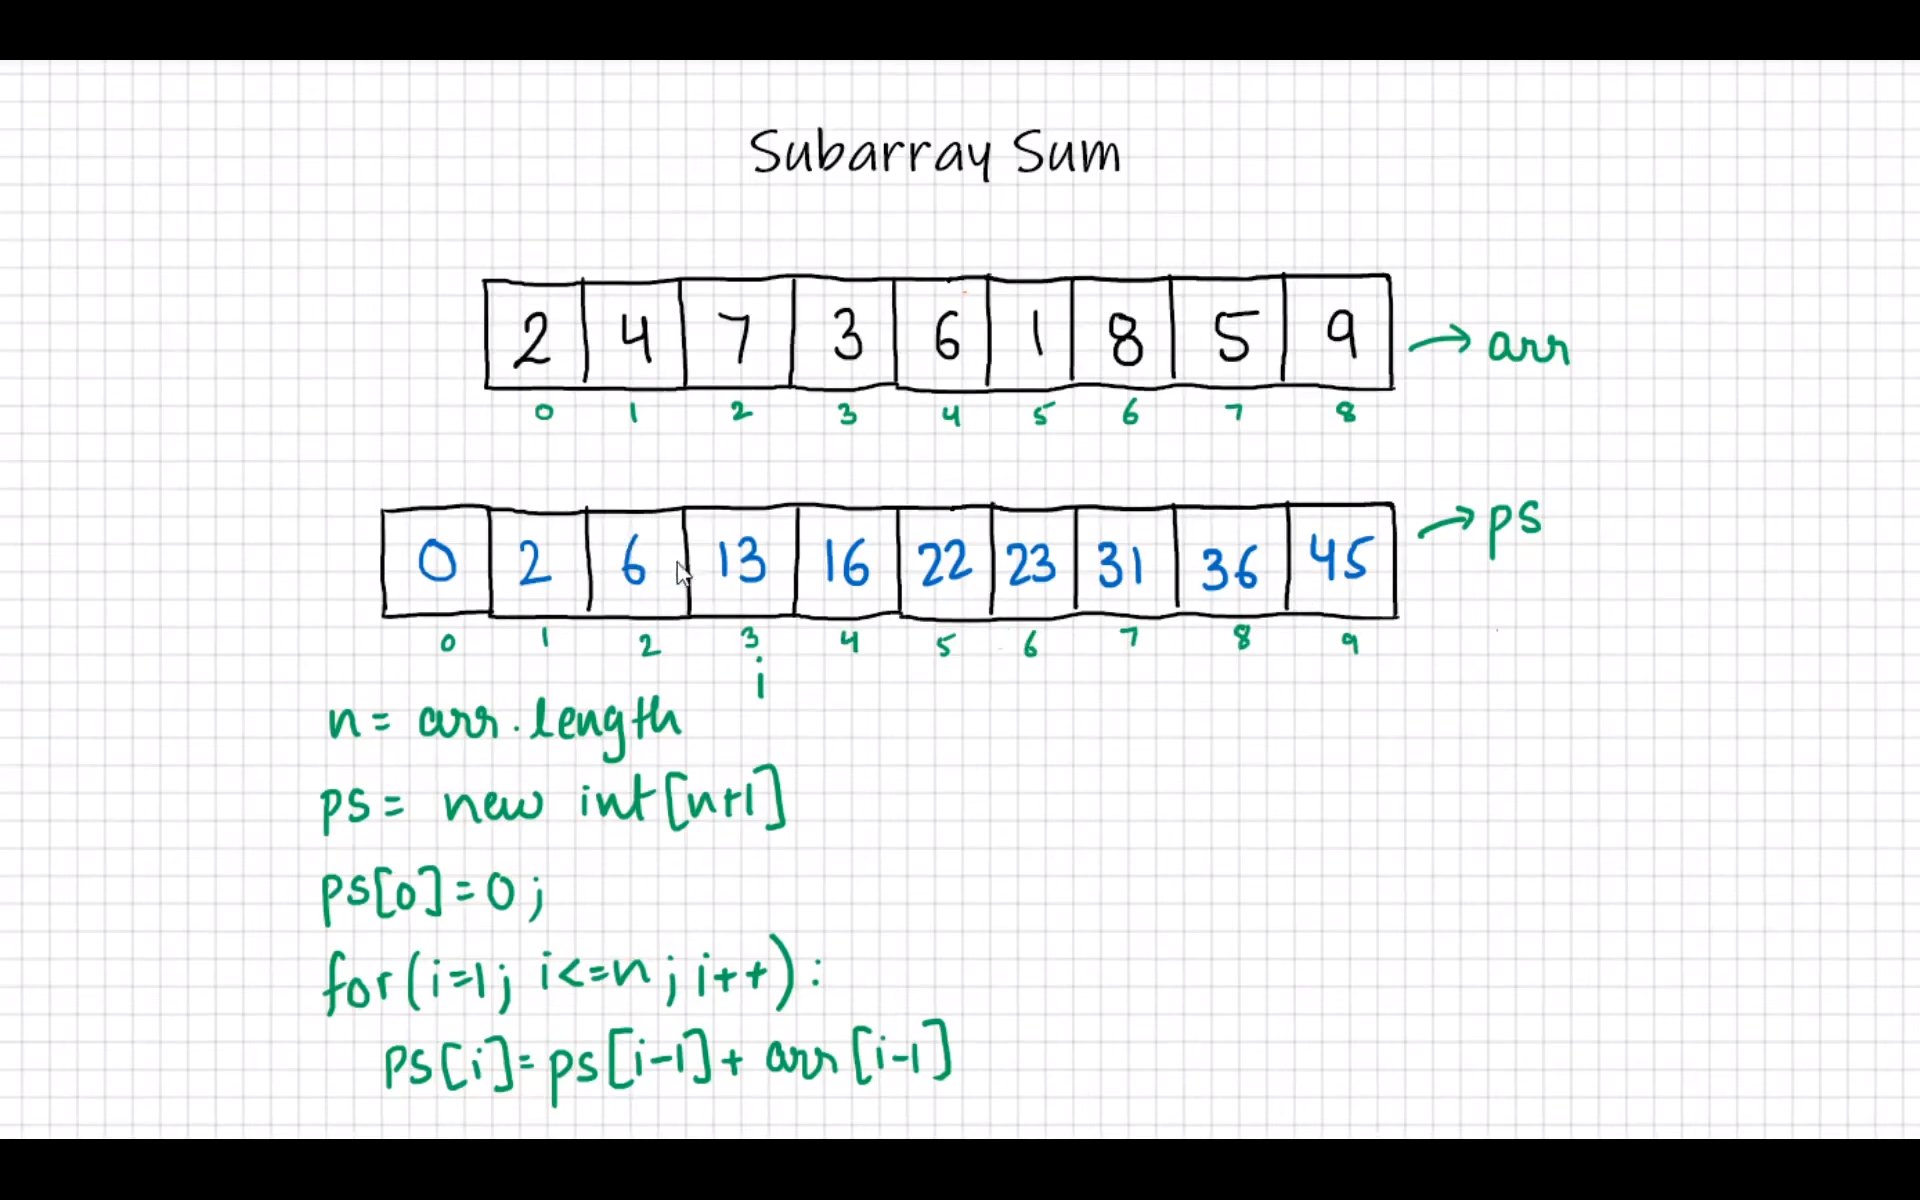 Subarray Sum
2 4 7 3 6 1 8 5 9 → arr
0 1 2 3 4 5 6 7 8
0 2 6 13 16 22 23 31 36 45 → ps
0 1 2 3 4 5 6 7 8 9
i
n = arr.length
ps = new int[n+1]
ps[0]=0;
for(i=1; i<=n; i++):
ps[i]=ps[i-1]+ arr[i-1]